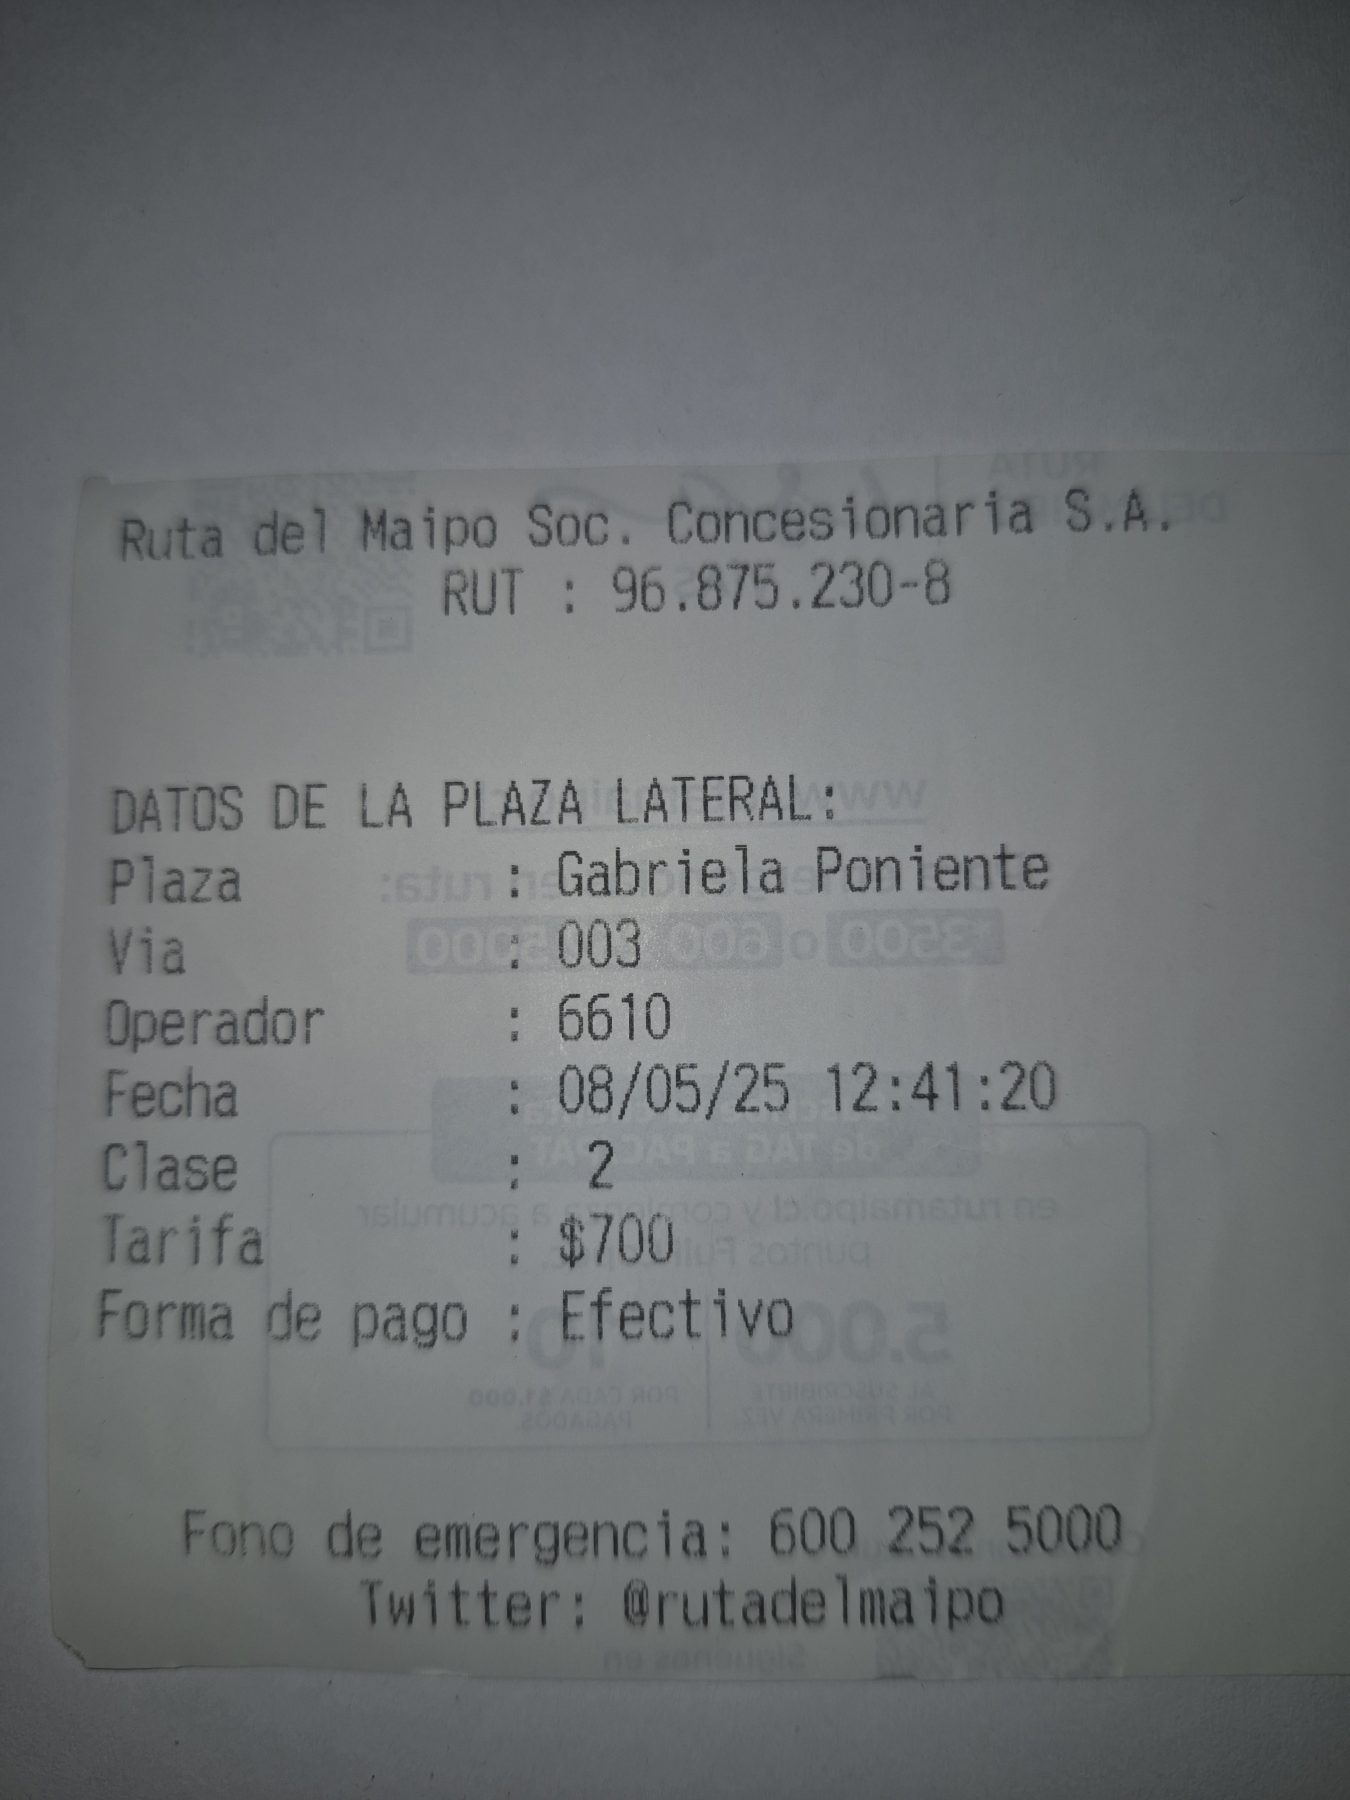 Ruta del Maipo Soc. Concesionaria S.A.
RUT : 96.875.230-8
DATOS DE LA PLAZA LATERAL:
Plaza : Gabriela Poniente
Via : 003
Operador : 6610
Fecha : 08/05/25 12:41:20
Clase : 2
Tarifa : $700
Forma de pago : Efectivo
Fono de emergencia: 600 252 5000
Twitter: @rutadelmaipo